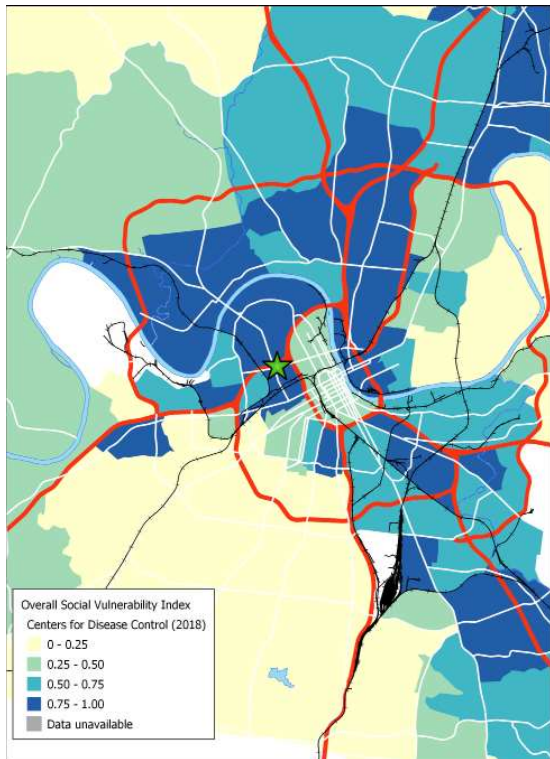 Overall Social Vulnerability Index
Centers for Disease Control (2018)
0 - 0.25
0.25 - 0.50
0.50 - 0.75
0.75 - 1.00
Data unavailable